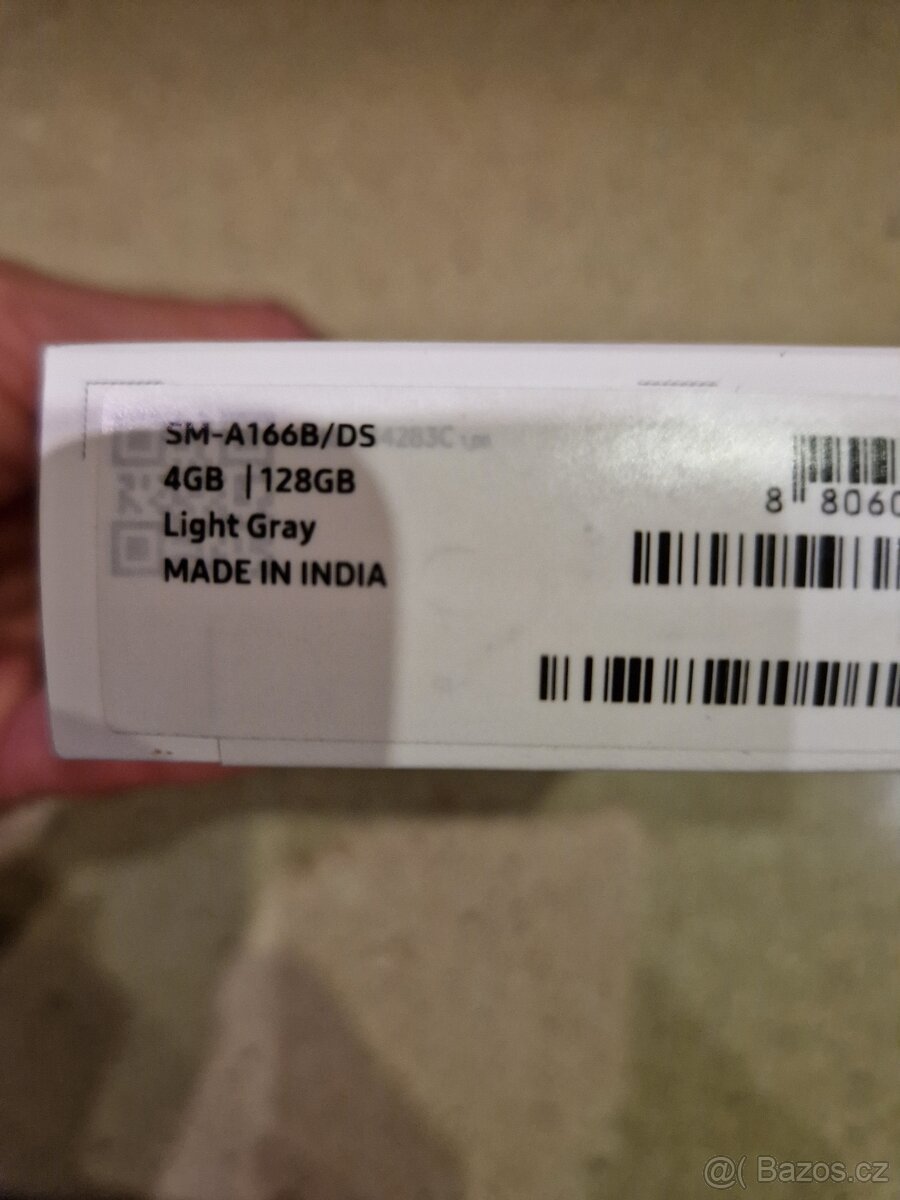 SM-A166B/DS
4GB | 128GB
Light Gray
MADE IN INDIA
8 8060
@( Bazos.cz